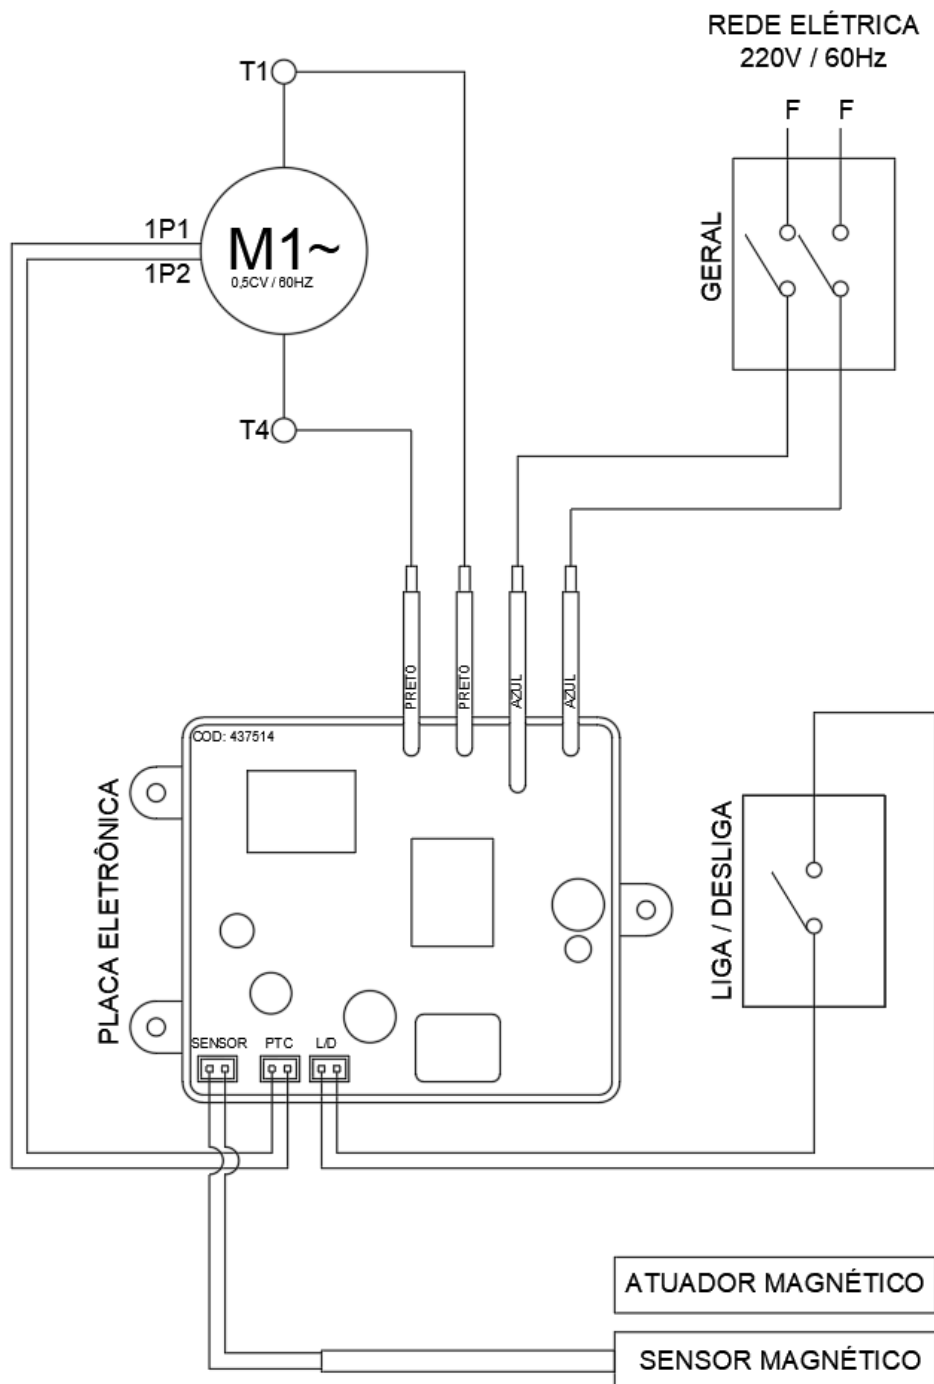 REDE ELÉTRICA
220V / 60Hz
F F
T1
GERAL
1P1
1P2
M1~
0,5CV / 60HZ
T4
PRETO
PRETO
AZUL
AZUL
COD: 437514
PLACA ELETRÔNICA
LIGA / DESLIGA
SENSOR PTC L/D
ATUADOR MAGNÉTICO
SENSOR MAGNÉTICO